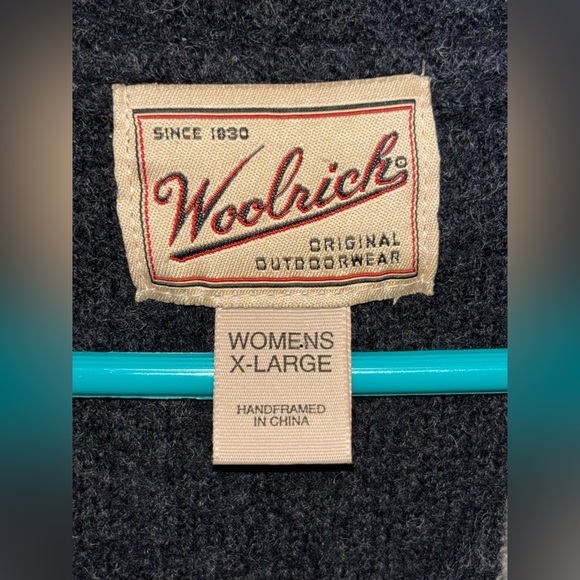 SINCE 1830
Woolrich
ORIGINAL
OUTDOORWEAR
WOMENS
X-LARGE
HANDFRAMED
IN CHINA